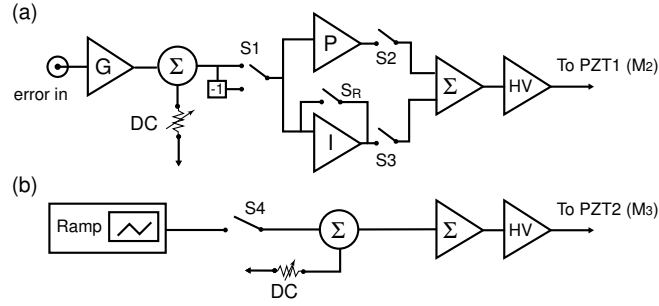 (a)
G
error in
Σ
DC
S1
-1
P
S2
SR
I
S3
Σ
HV
To PZT1 (M2)
(b)
Ramp
S4
Σ
DC
Σ
HV
To PZT2 (M3)